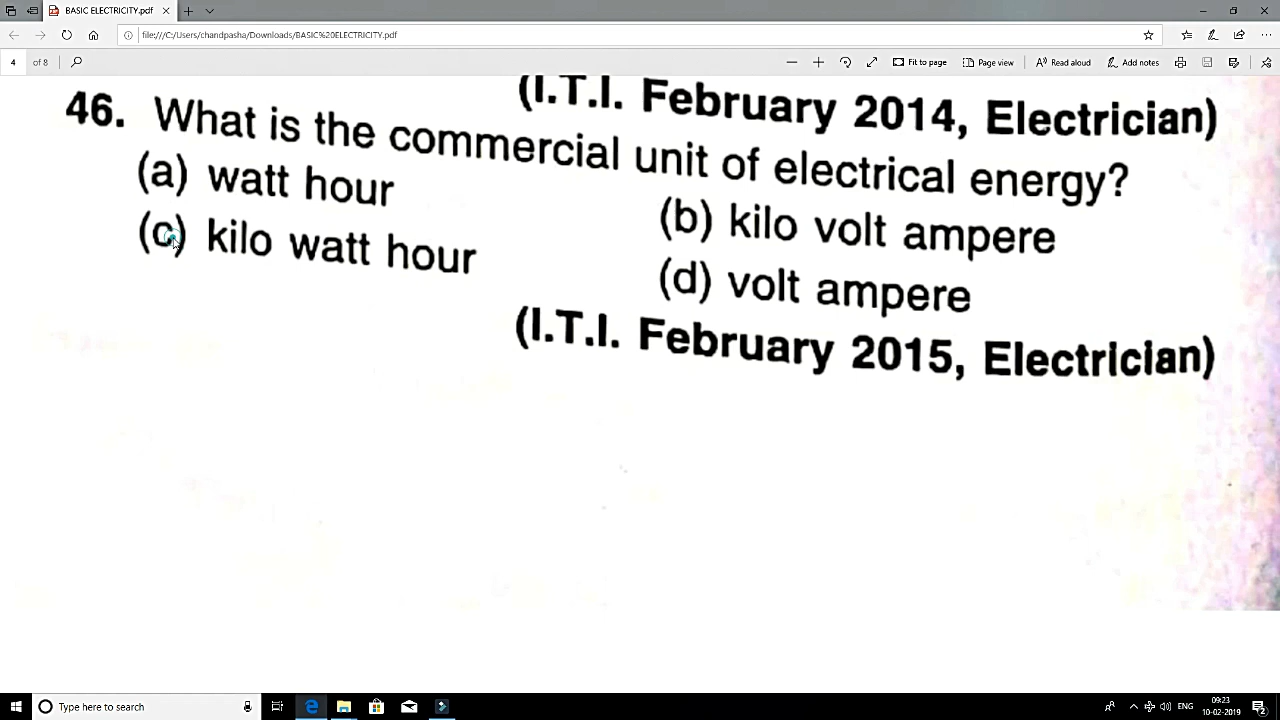 BASIC ELECTRICITY.pdf
file:///C:/Users/chandpasha/Downloads/BASIC%20ELECTRICITY.pdf
4 of 8 Fit to page Page view Read aloud Add notes
(I.T.I. February 2014, Electrician)
46. What is the commercial unit of electrical energy?
(a) watt hour (b) kilo volt ampere
(c) kilo watt hour (d) volt ampere
(I.T.I. February 2015, Electrician)
Type here to search ENG 09:23
10-02-2019 2